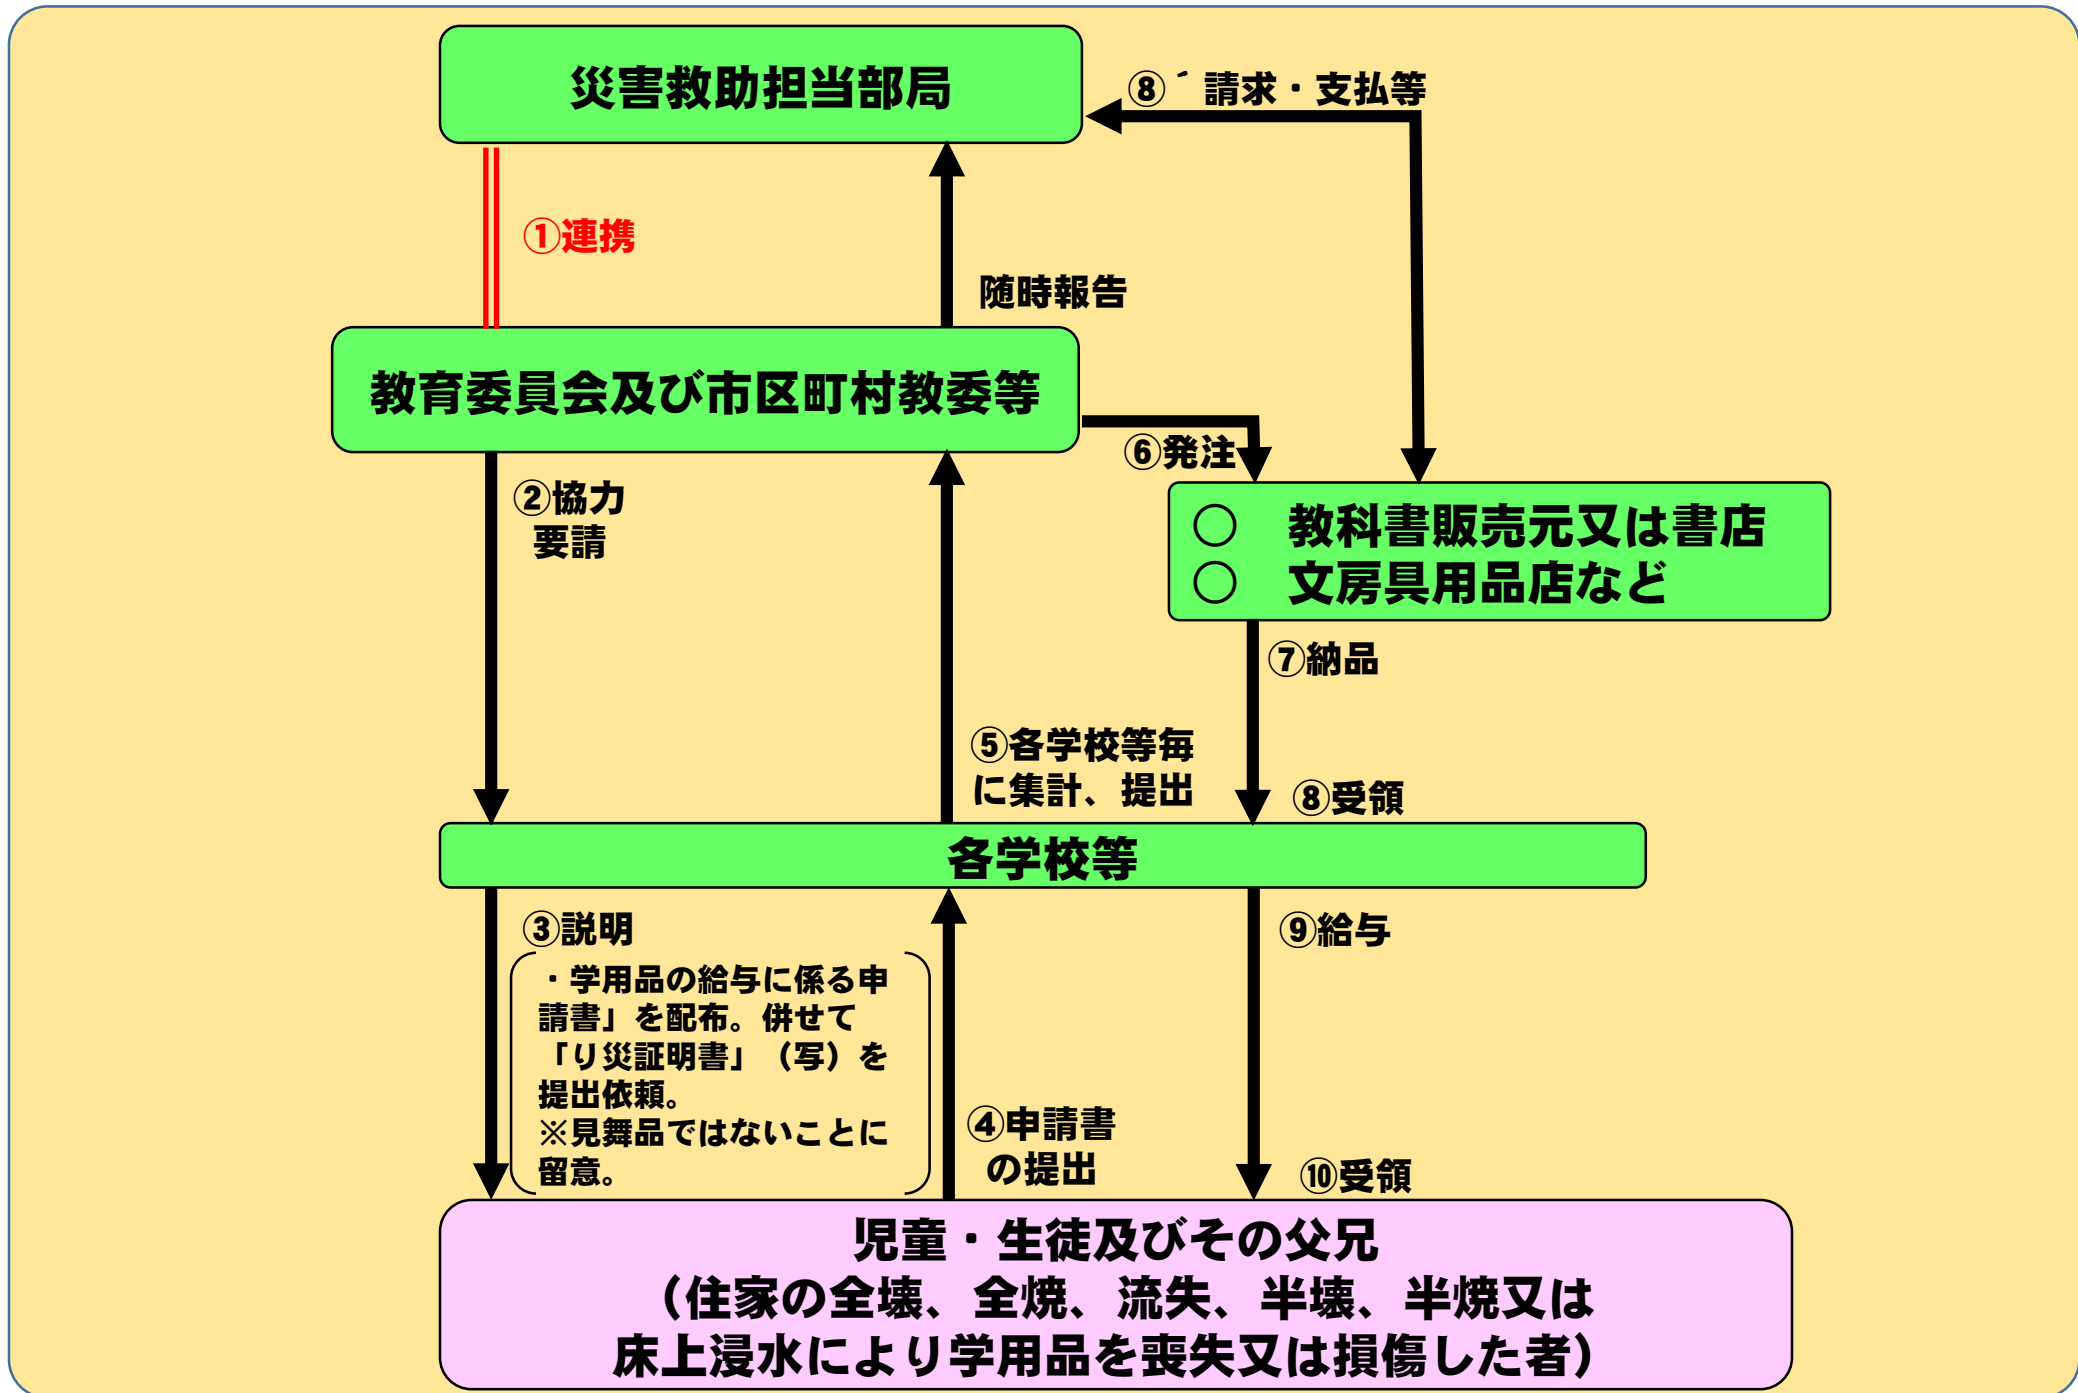 災害救助担当部局
⑧´請求・支払等
①連携
随時報告
教育委員会及び市区町村教委等
⑥発注
②協力
要請
○　教科書販売元又は書店
○　文房具用品店など
⑦納品
⑤各学校等毎
に集計、提出
⑧受領
各学校等
③説明
・学用品の給与に係る申
請書」を配布。併せて
「り災証明書」（写）を
提出依頼。
※見舞品ではないことに
留意。
⑨給与
④申請書
の提出
⑩受領
児童・生徒及びその父兄
（住家の全壊、全焼、流失、半壊、半焼又は
床上浸水により学用品を喪失又は損傷した者）